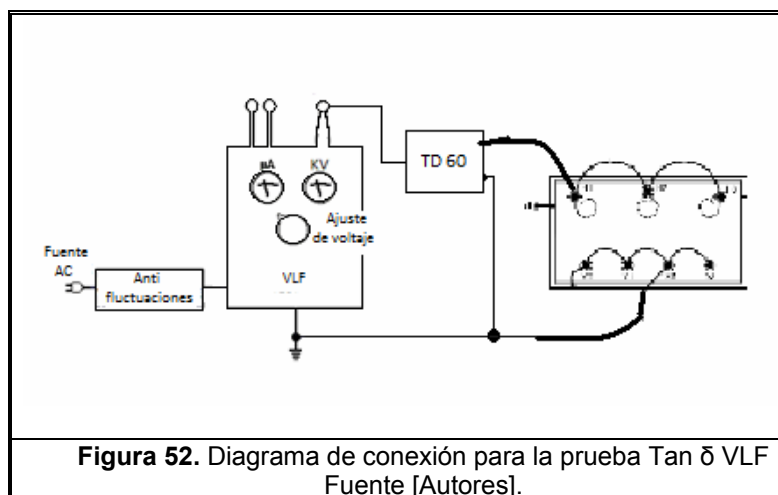 µA
KV
TD 60
Ajuste
de voltaje
Fuente
AC
Anti
fluctuaciones
VLF
Figura 52. Diagrama de conexión para la prueba Tan δ VLF
Fuente [Autores].